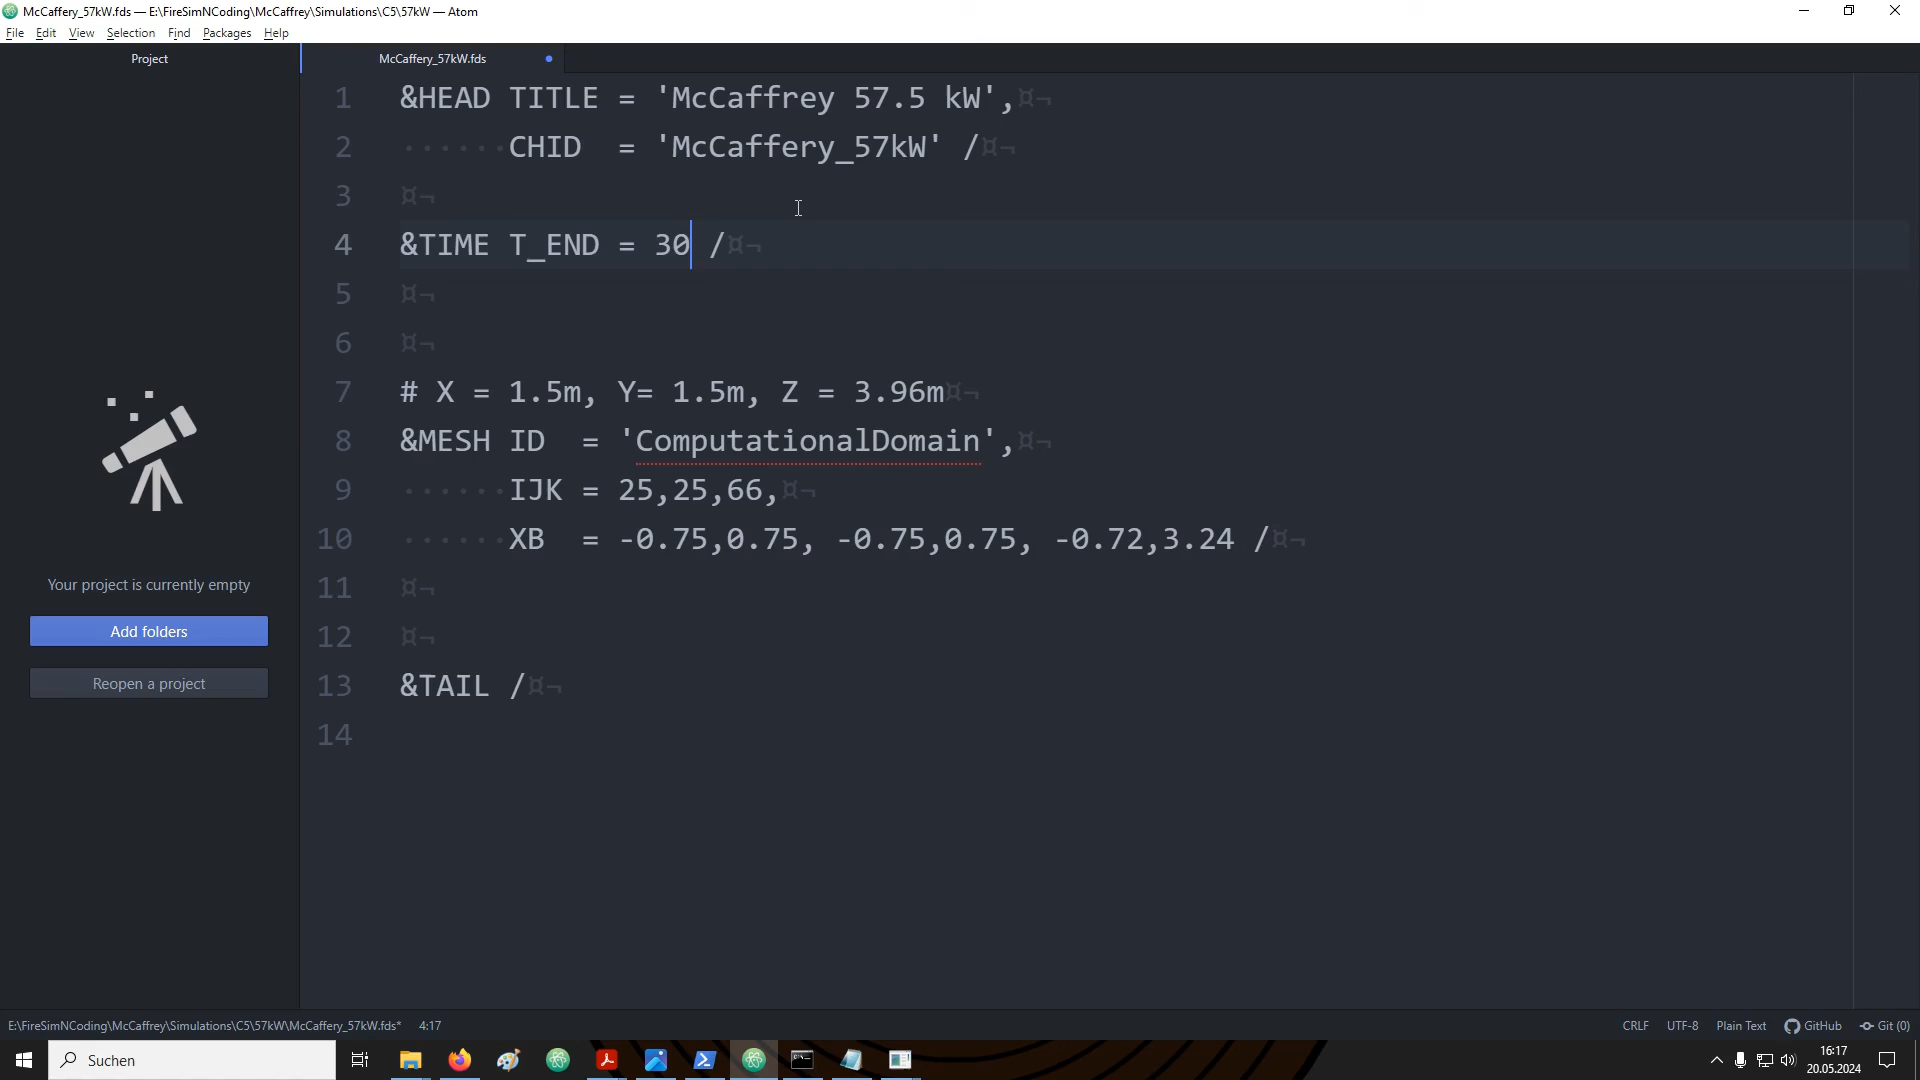 McCaffery_57kW.fds — E:\FireSimNCoding\McCaffrey\Simulations\C5\57kW — Atom
File Edit View Selection Find Packages Help
Project
McCaffery_57kW.fds
1 &HEAD TITLE = 'McCaffrey 57.5 kW',¤¬
2 ······CHID  = 'McCaffery_57kW' /¤¬
3 ¤¬
4 &TIME T_END = 30 /¤¬
5 ¤¬
6 ¤¬
7 # X = 1.5m, Y= 1.5m, Z = 3.96m¤¬
8 &MESH ID  = 'ComputationalDomain',¤¬
9 ······IJK = 25,25,66,¤¬
10 ······XB  = -0.75,0.75, -0.75,0.75, -0.72,3.24 /¤¬
11 ¤¬
12 ¤¬
13 &TAIL /¤¬
14
Your project is currently empty
Add folders
Reopen a project
E:\FireSimNCoding\McCaffrey\Simulations\C5\57kW\McCaffery_57kW.fds* 4:17
CRLF UTF-8 Plain Text GitHub Git (0)
Suchen
16:17
20.05.2024